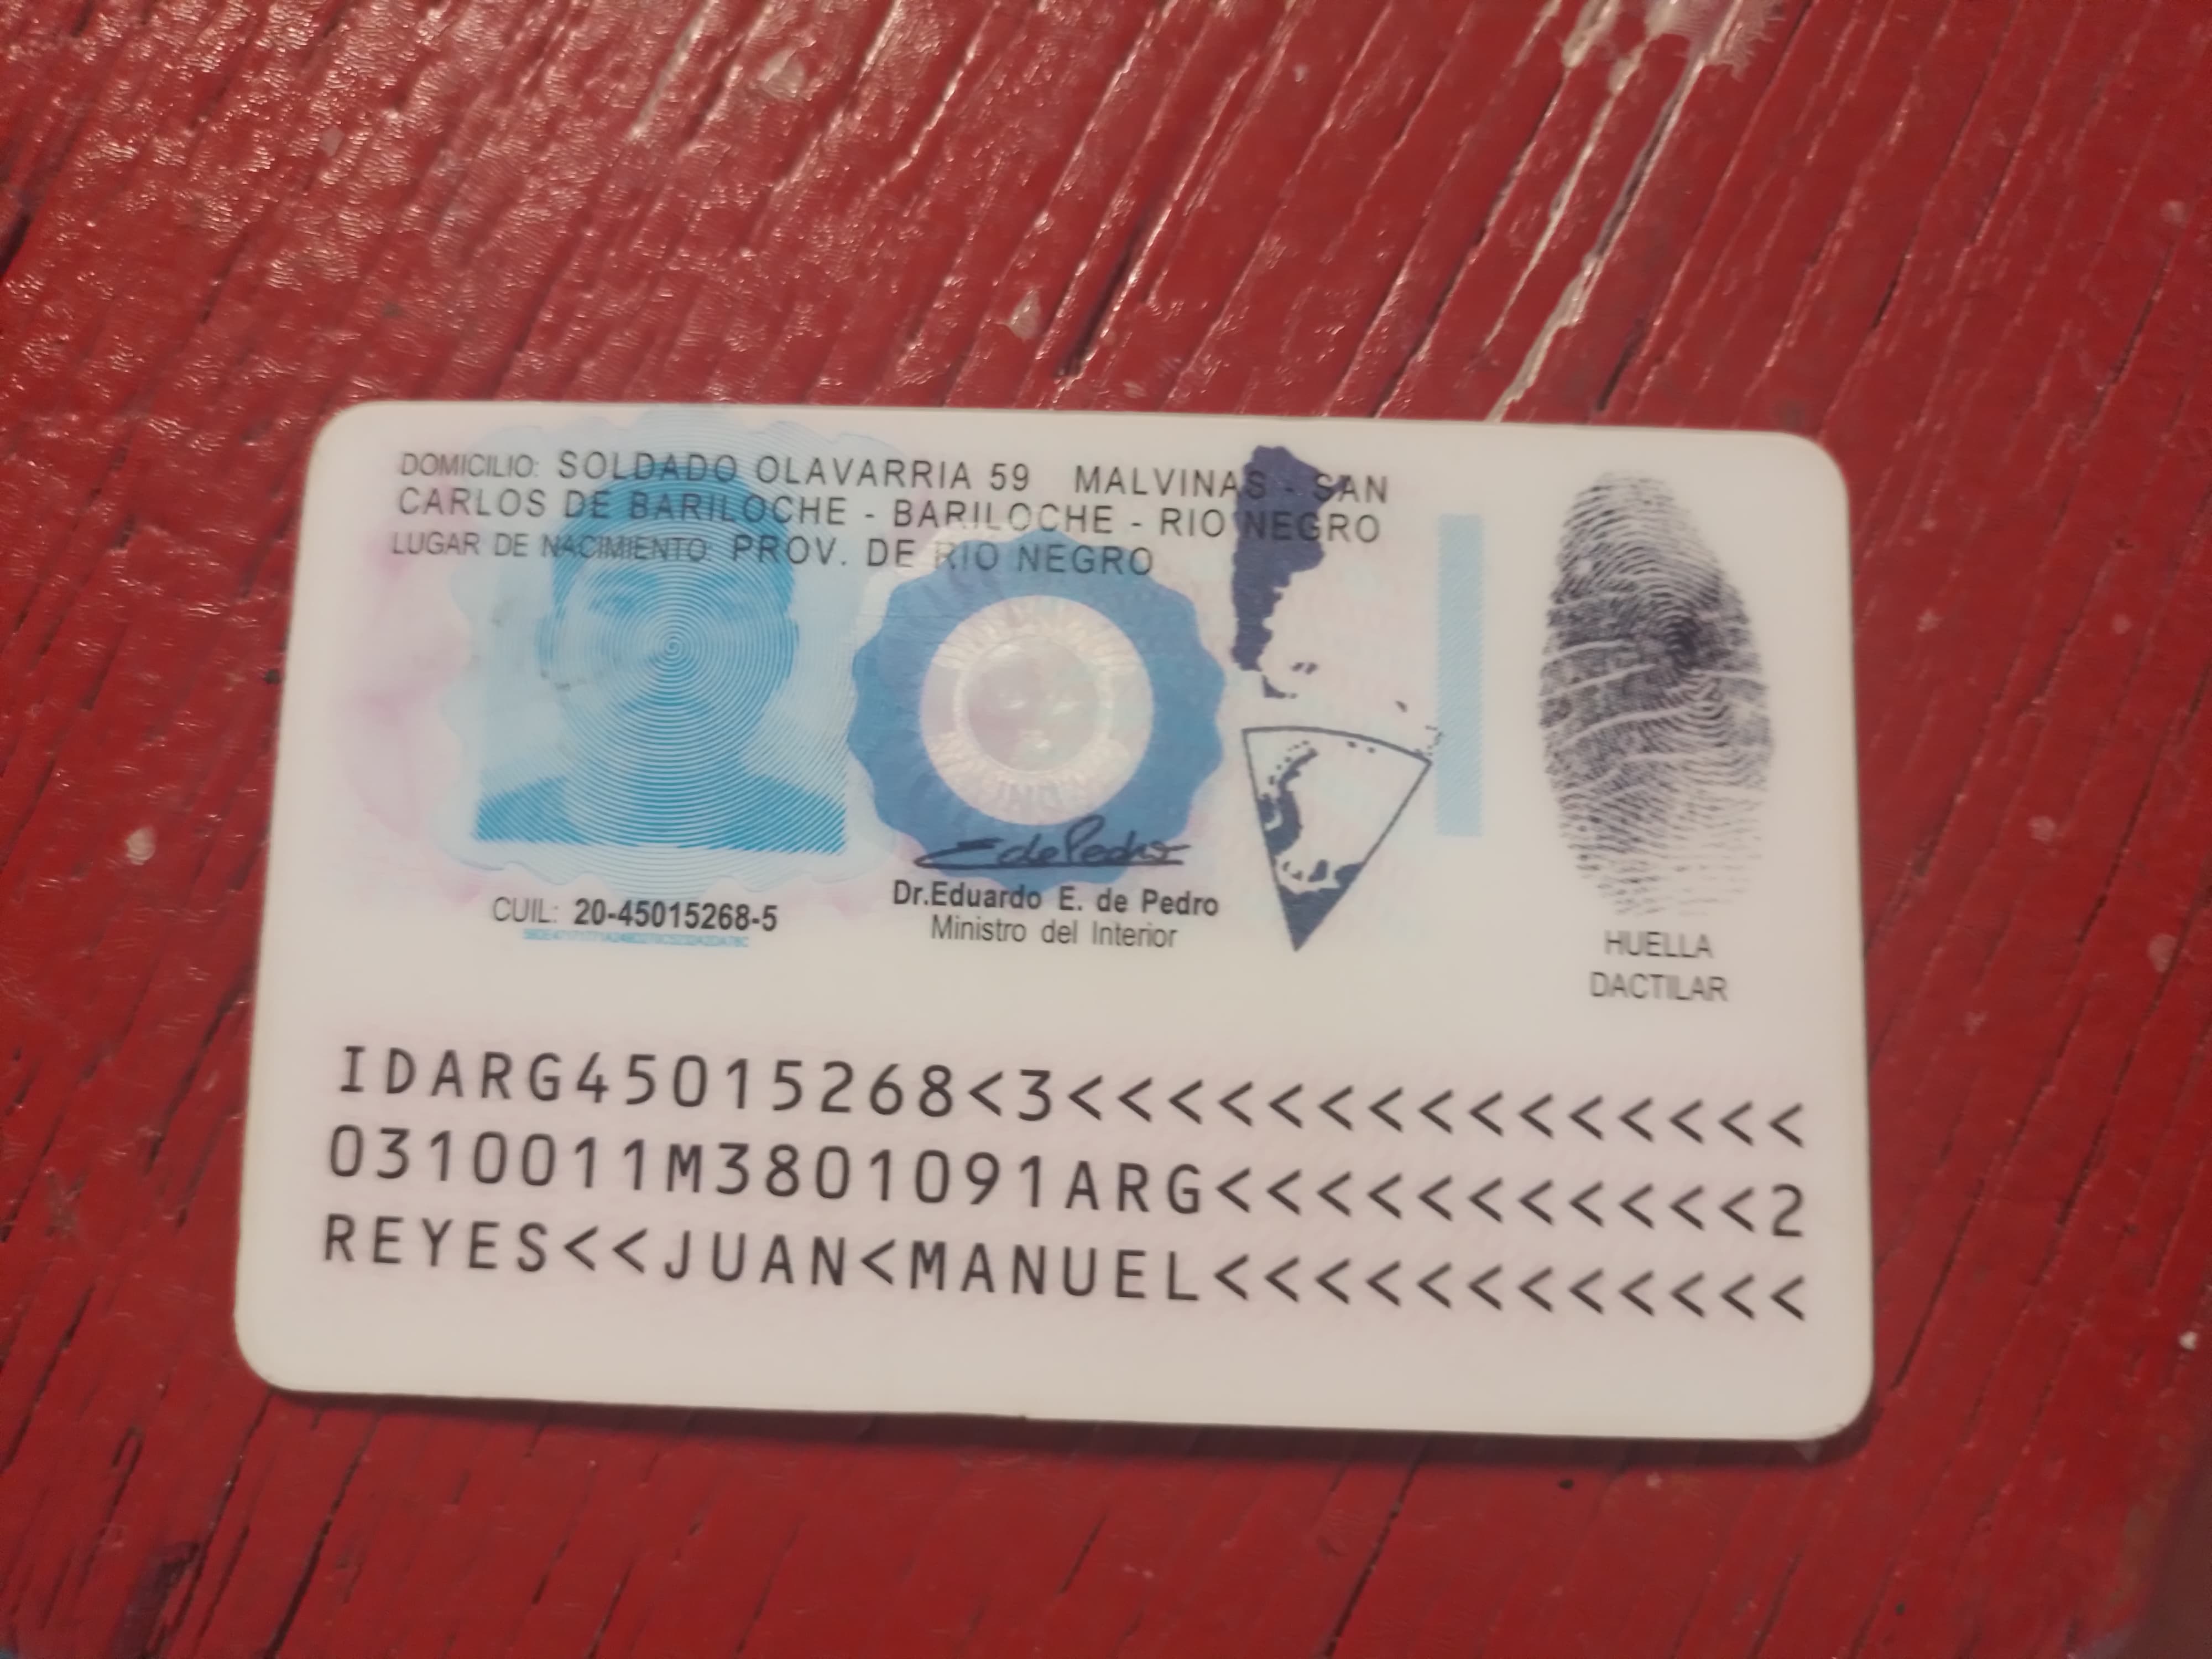 DOMICILIO: SOLDADO OLAVARRIA 59 MALVINAS - SAN
CARLOS DE BARILOCHE - BARILOCHE - RIO NEGRO
LUGAR DE NACIMIENTO: PROV. DE RIO NEGRO
CUIL: 20-45015268-5
Dr.Eduardo E. de Pedro
Ministro del Interior
HUELLA
DACTILAR
IDARG45015268<3<<<<<<<<<<<<<<<
0310011M3801091ARG<<<<<<<<<<<2
REYES<<JUAN<MANUEL<<<<<<<<<<<<